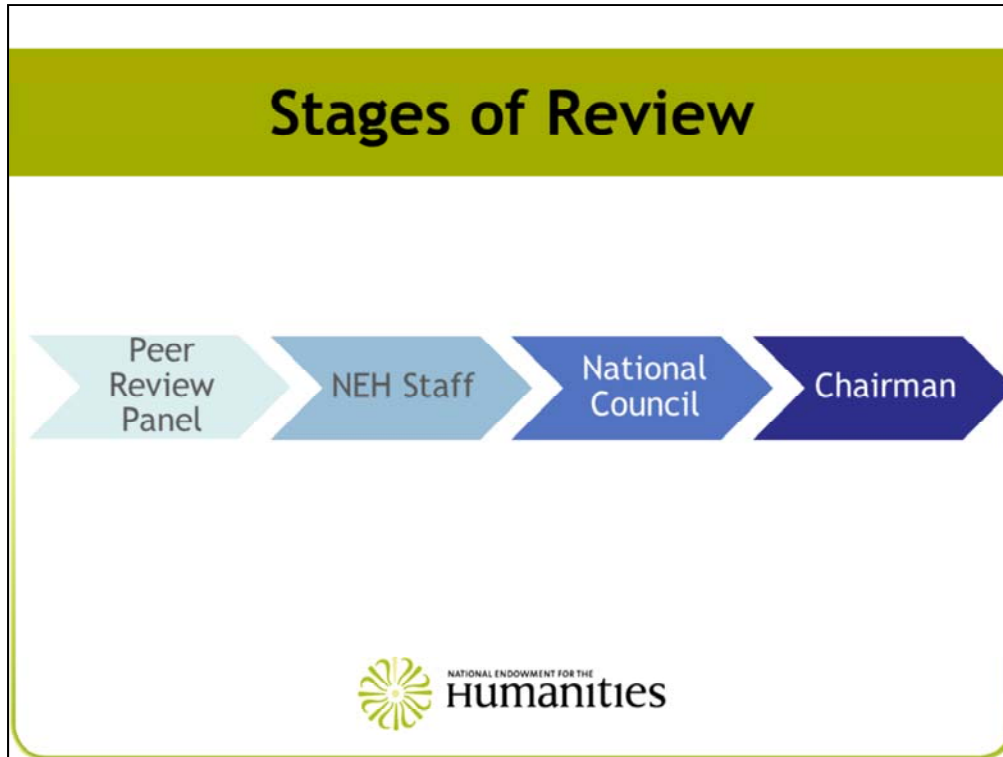 Stages of Review
Peer
Review
Panel
NEH Staff
National
Council
Chairman
NATIONAL ENDOWMENT FOR THE
Humanities